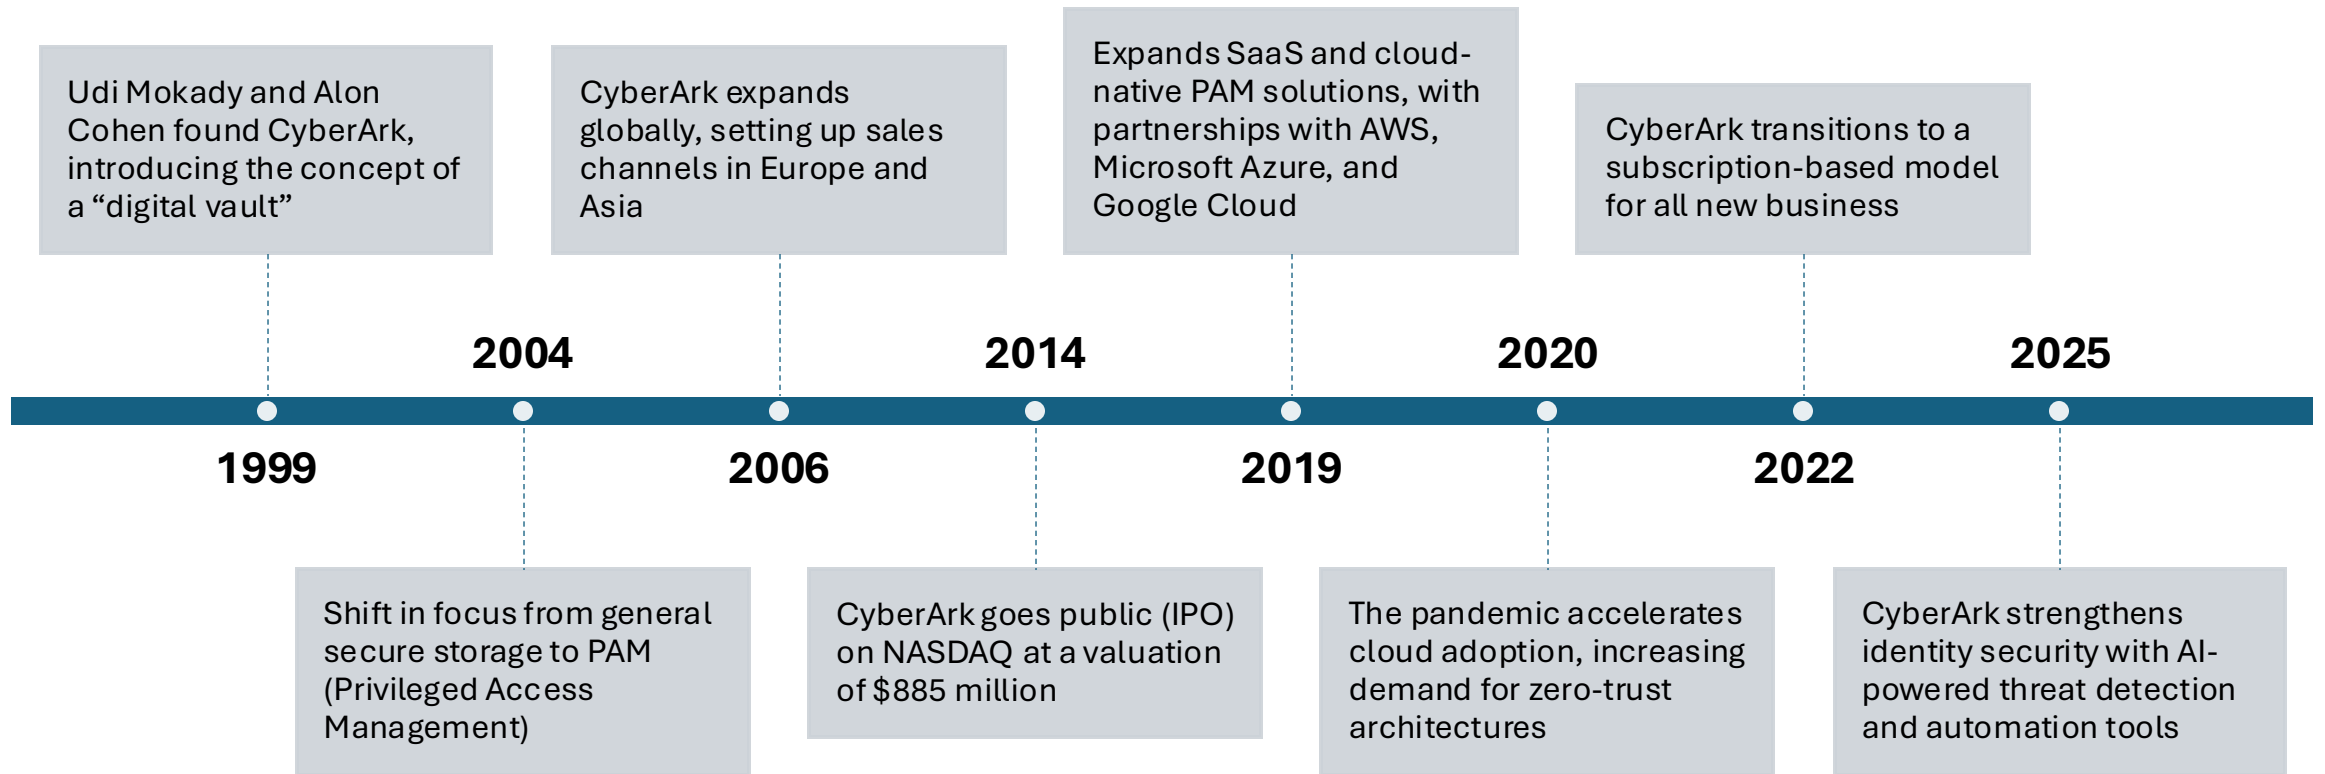 Udi Mokady and Alon
Cohen found CyberArk,
introducing the concept of
a “digital vault”
CyberArk expands
globally, setting up sales
channels in Europe and
Asia
Expands SaaS and cloud-
native PAM solutions, with
partnerships with AWS,
Microsoft Azure, and
Google Cloud
CyberArk transitions to a
subscription-based model
for all new business
2004
2014
2020
2025
1999
2006
2019
2022
Shift in focus from general
secure storage to PAM
(Privileged Access
Management)
CyberArk goes public (IPO)
on NASDAQ at a valuation
of $885 million
The pandemic accelerates
cloud adoption, increasing
demand for zero-trust
architectures
CyberArk strengthens
identity security with AI-
powered threat detection
and automation tools